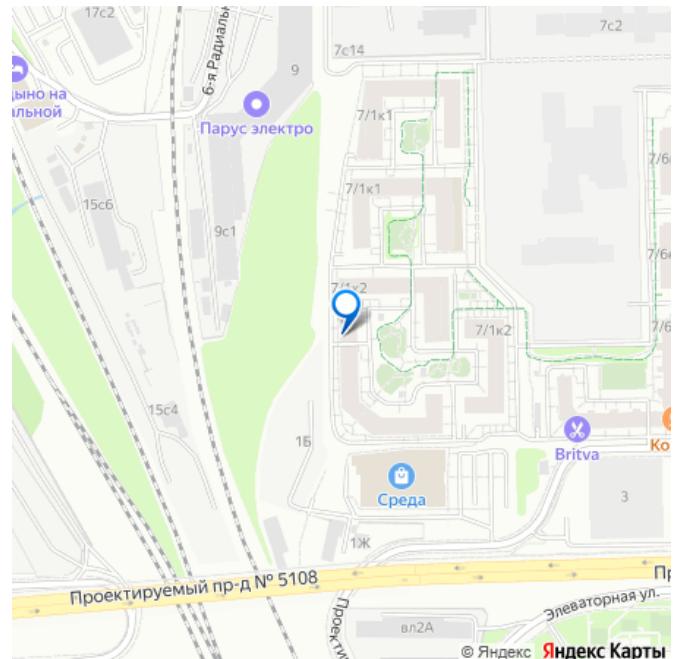 17с2
7с14
7с2
6-я Радиальн
9
дыно на
альной
Парус электро
7/1к1
7/6
15с6
7/1к1
9с1
7/1к2
7/6
7/1к2
7/6
15с4
1Б
Britva
Ко
Среда
3
1Ж
Проектируемый пр-д № 5108
Пр
Элеваторная ул.
Проекти
вл2А
© Яндекс Яндекс Карты